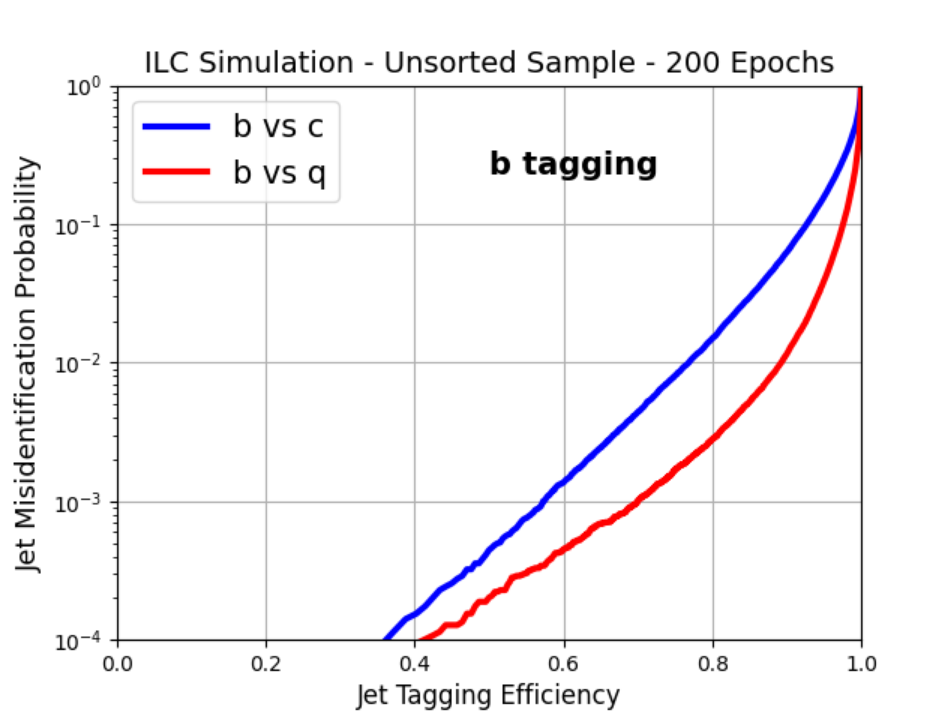 ILC Simulation - Unsorted Sample - 200 Epochs
b vs c
b vs q
b tagging
10⁰
10⁻¹
10⁻²
10⁻³
10⁻⁴
Jet Misidentification Probability
0.0 0.2 0.4 0.6 0.8 1.0
Jet Tagging Efficiency